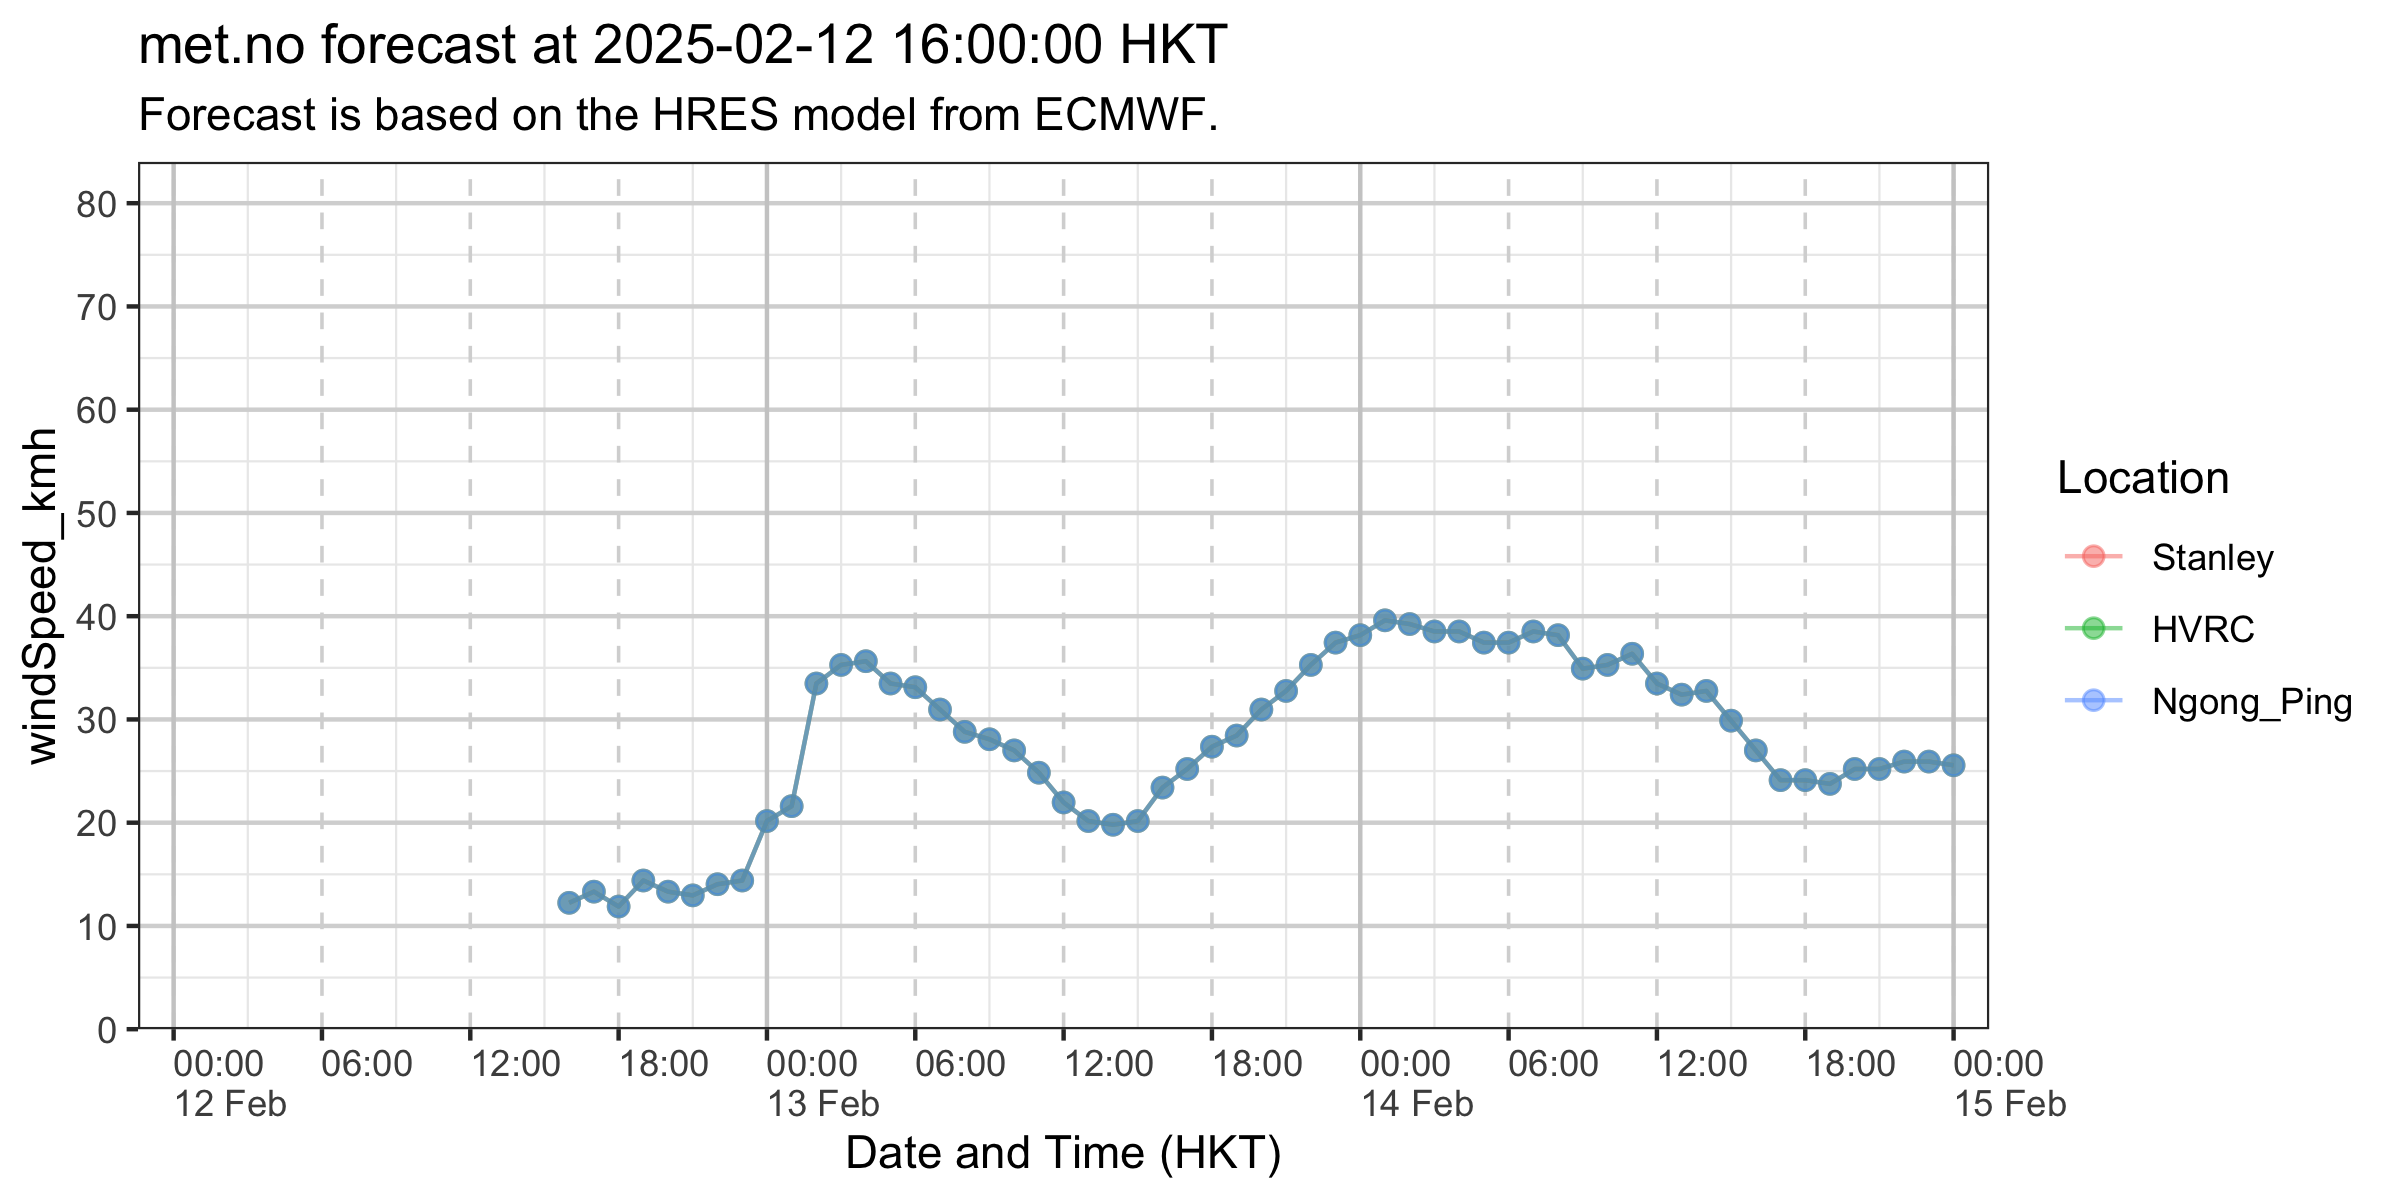 met.no forecast at 2025-02-12 16:00:00 HKT
Forecast is based on the HRES model from ECMWF.
windSpeed_kmh
80
70
60
50
40
30
20
10
0
00:00 06:00 12:00 18:00 00:00 06:00 12:00 18:00 00:00 06:00 12:00 18:00 00:00
12 Feb 13 Feb 14 Feb 15 Feb
Date and Time (HKT)
Location
Stanley
HVRC
Ngong_Ping